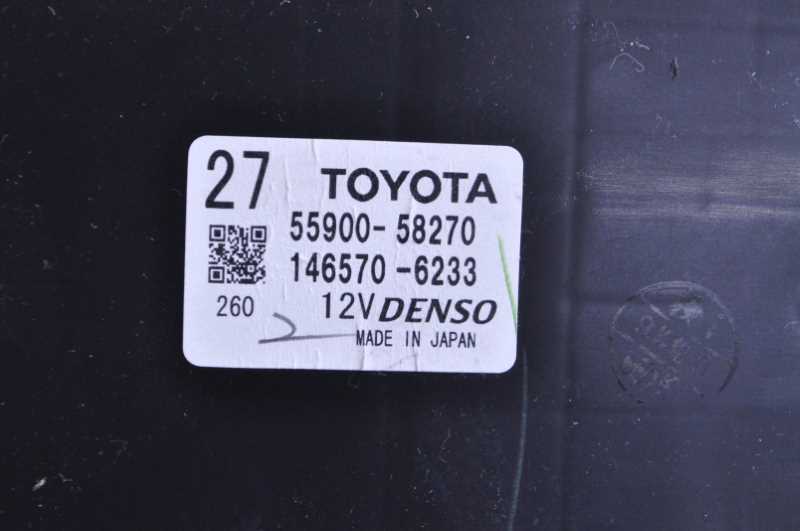 27 TOYOTA
55900-58270
146570-6233
260 12V DENSO
MADE IN JAPAN